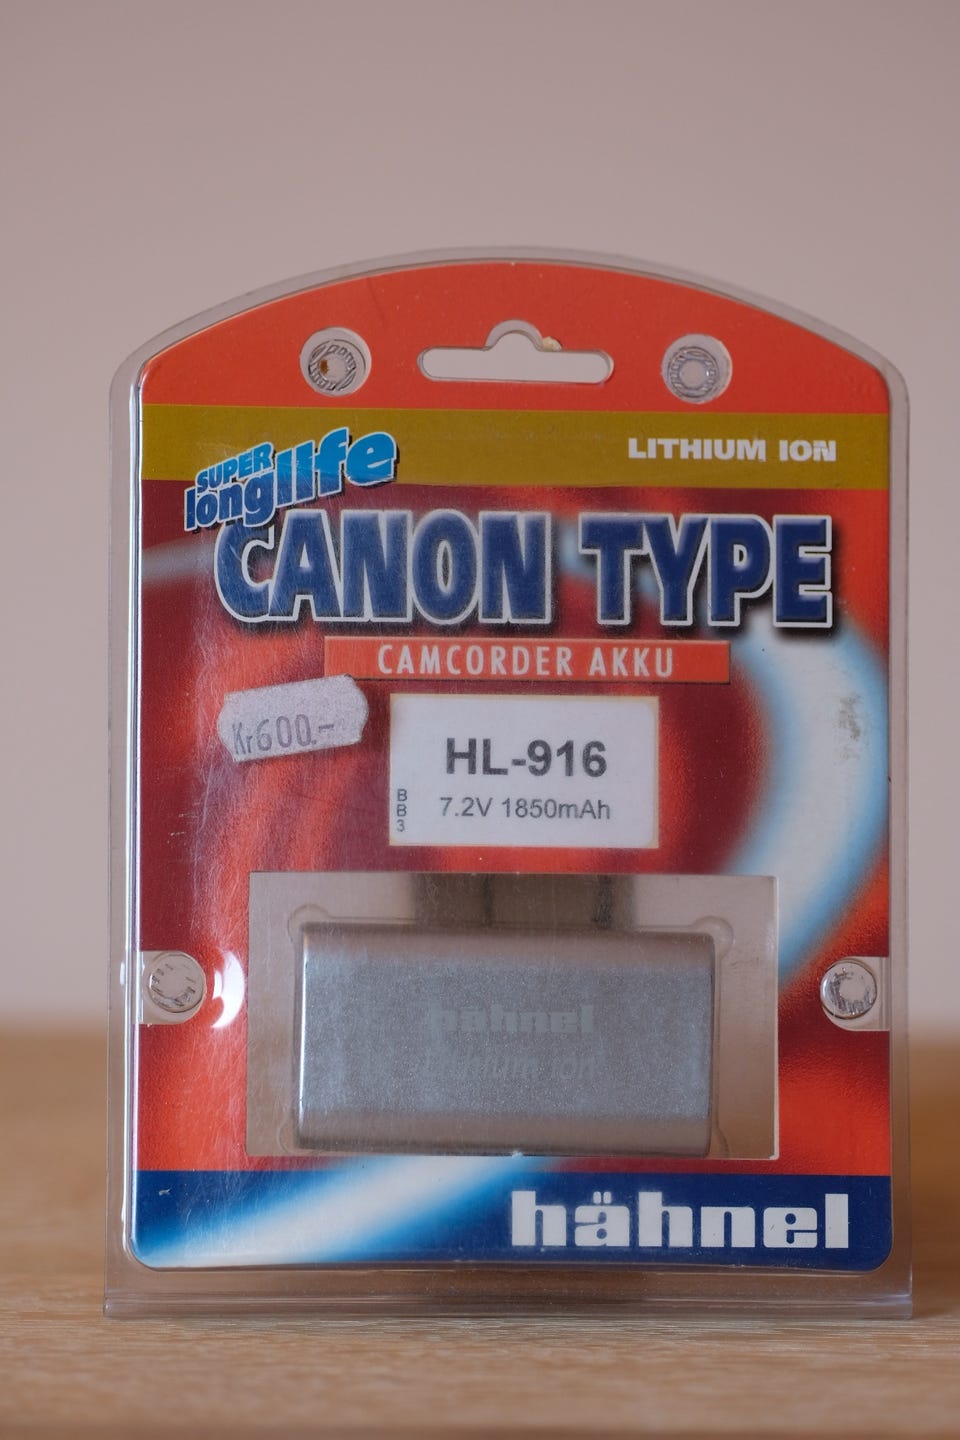 LITHIUM ION
SUPER
longlife
CANON TYPE
CAMCORDER AKKU
Kr600.-
HL-916
7.2V 1850mAh
B
B
3
hähnel
Lithium ion
hähnel